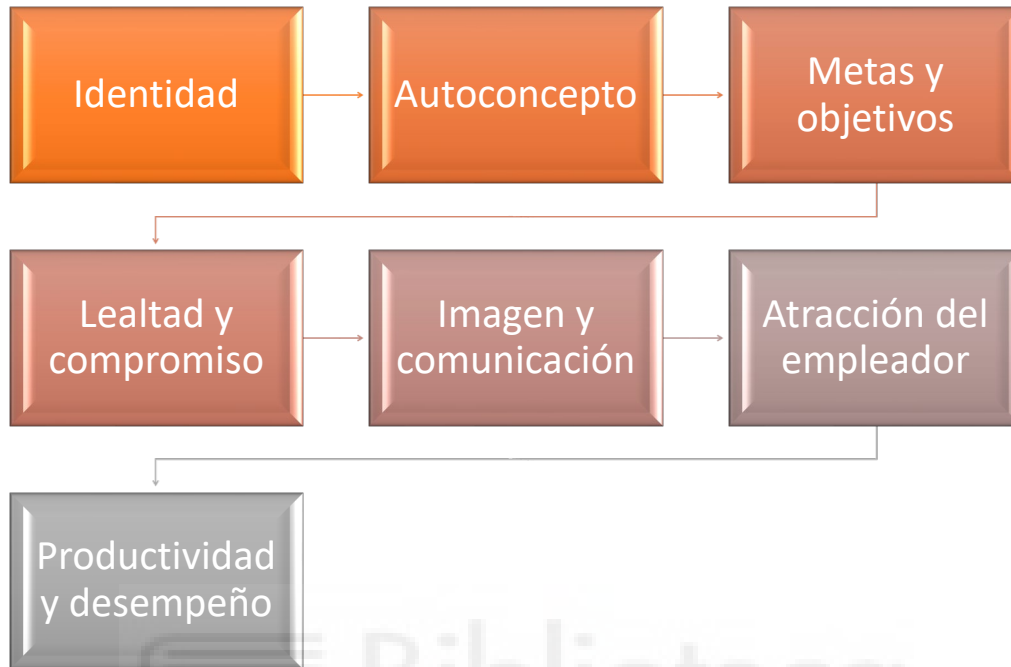 Identidad
Autoconcepto
Metas y
objetivos
Lealtad y
compromiso
Imagen y
comunicación
Atracción del
empleador
Productividad
y desempeño